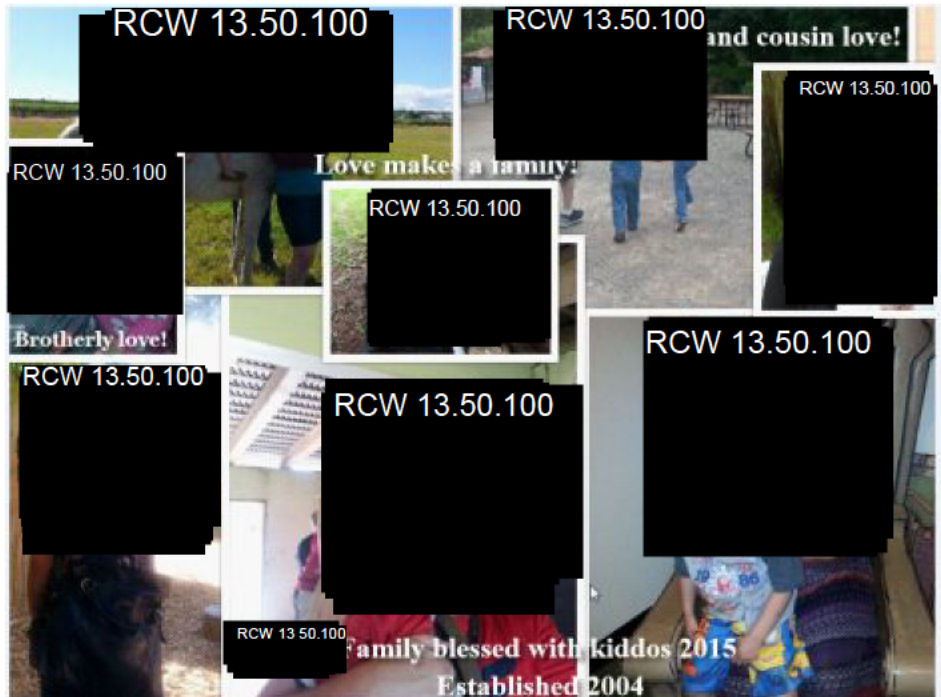 RCW 13.50.100
and cousin love!
RCW 13.50.100
RCW 13.50.100
Love makes a family!
RCW 13.50.100
Brotherly love!
RCW 13.50.100
RCW 13.50.100
RCW 13.50.100
RCW 13.50.100
19 86
RCW 13 50.100
Family blessed with kiddos 2015
Established 2004